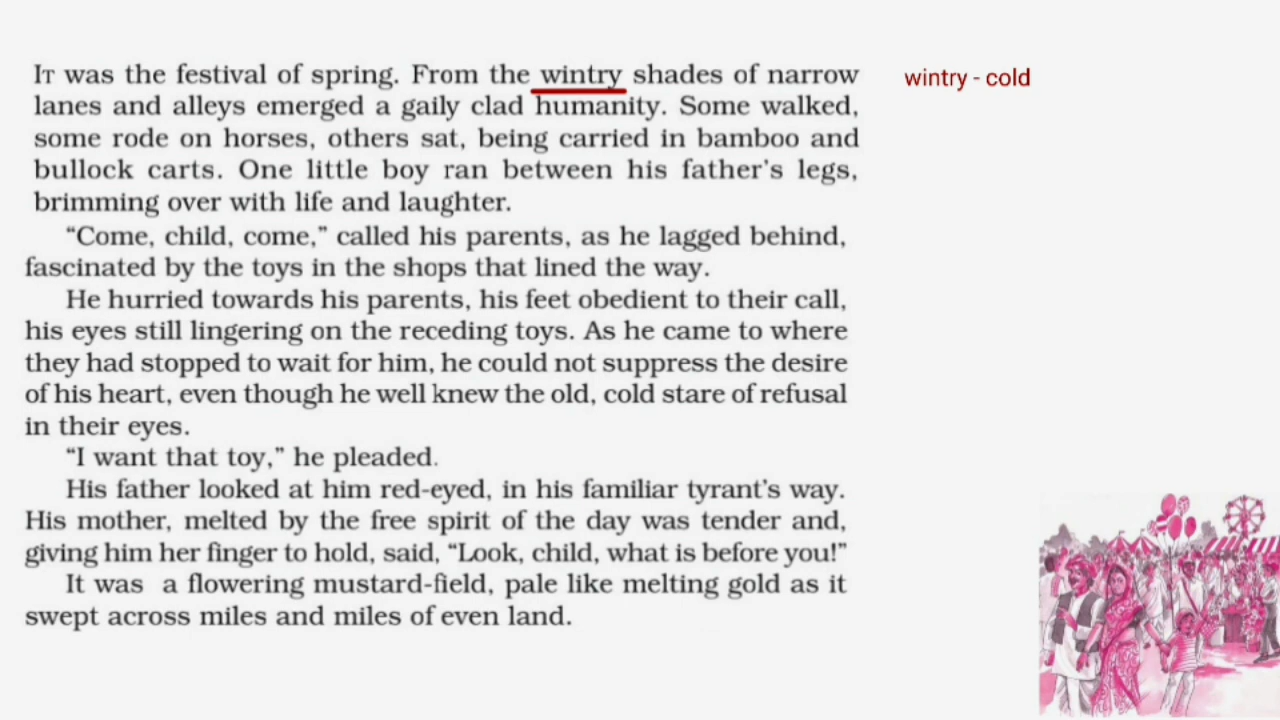 IT was the festival of spring. From the wintry shades of narrow
lanes and alleys emerged a gaily clad humanity. Some walked,
some rode on horses, others sat, being carried in bamboo and
bullock carts. One little boy ran between his father’s legs,
brimming over with life and laughter.
“Come, child, come,” called his parents, as he lagged behind,
fascinated by the toys in the shops that lined the way.
He hurried towards his parents, his feet obedient to their call,
his eyes still lingering on the receding toys. As he came to where
they had stopped to wait for him, he could not suppress the desire
of his heart, even though he well knew the old, cold stare of refusal
in their eyes.
“I want that toy,” he pleaded.
His father looked at him red-eyed, in his familiar tyrant’s way.
His mother, melted by the free spirit of the day was tender and,
giving him her finger to hold, said, “Look, child, what is before you!”
It was a flowering mustard-field, pale like melting gold as it
swept across miles and miles of even land.
wintry - cold